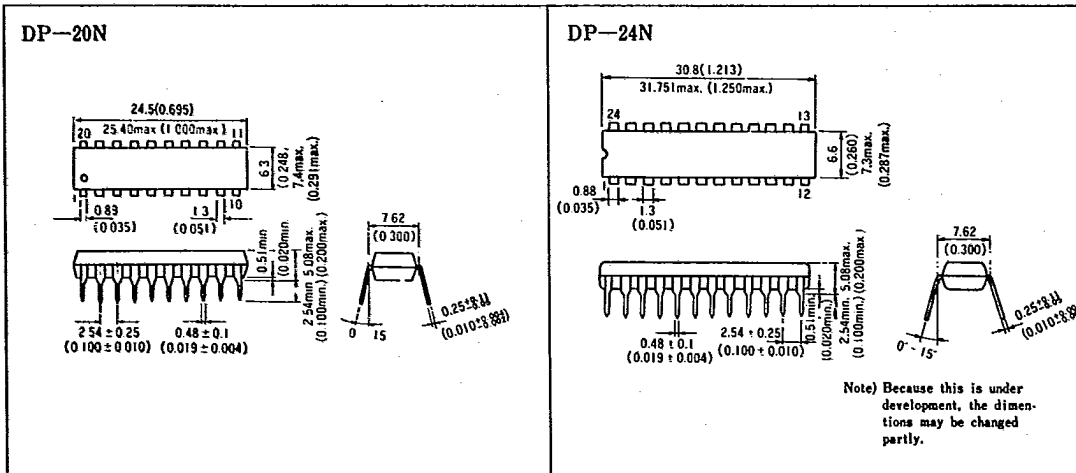 DP—20N
24.5(0.695)
25.40max (1.000max)
20
11
6.3
(0.248)
7.4max.
(0.291max.)
1
10
0.89
(0.035)
1.3
(0.051)
0.51min
(0.020min.)
5.08max.
(0.200max.)
2.54min.
(0.100min.)
7.62
(0.300)
2.54 ± 0.25
(0.100 ± 0.010)
0.48 ± 0.1
(0.019 ± 0.004)
0
15
DP—24N
30.8(1.213)
31.751max. (1.250max.)
24
13
6.6
(0.260)
7.3max.
(0.287max.)
1
12
0.88
(0.035)
1.3
(0.051)
0.51min.
(0.020min.)
2.54min. 5.08max.
(0.100min.) (0.200max.)
7.62
(0.300)
0.48 ± 0.1
(0.019 ± 0.004)
2.54 ± 0.25
(0.100 ± 0.010)
0° - 15°
Note) Because this is under
development, the dimen-
tions may be changed
partly.